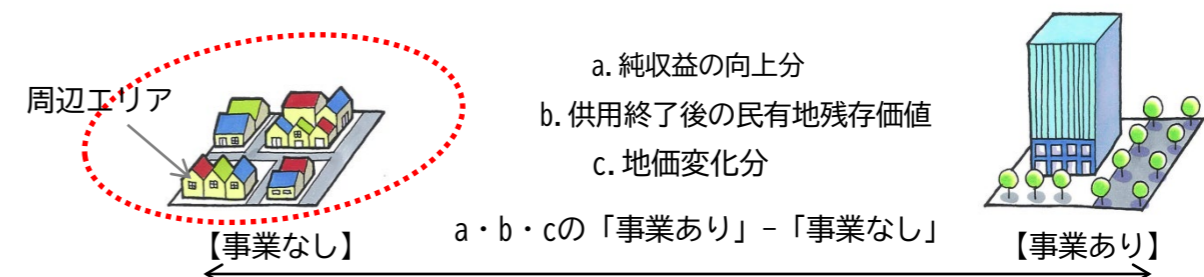 周辺エリア
a.純収益の向上分
b.供用終了後の民有地残存価値
c.地価変化分
a・b・cの「事業あり」−「事業なし」
【事業なし】
【事業あり】